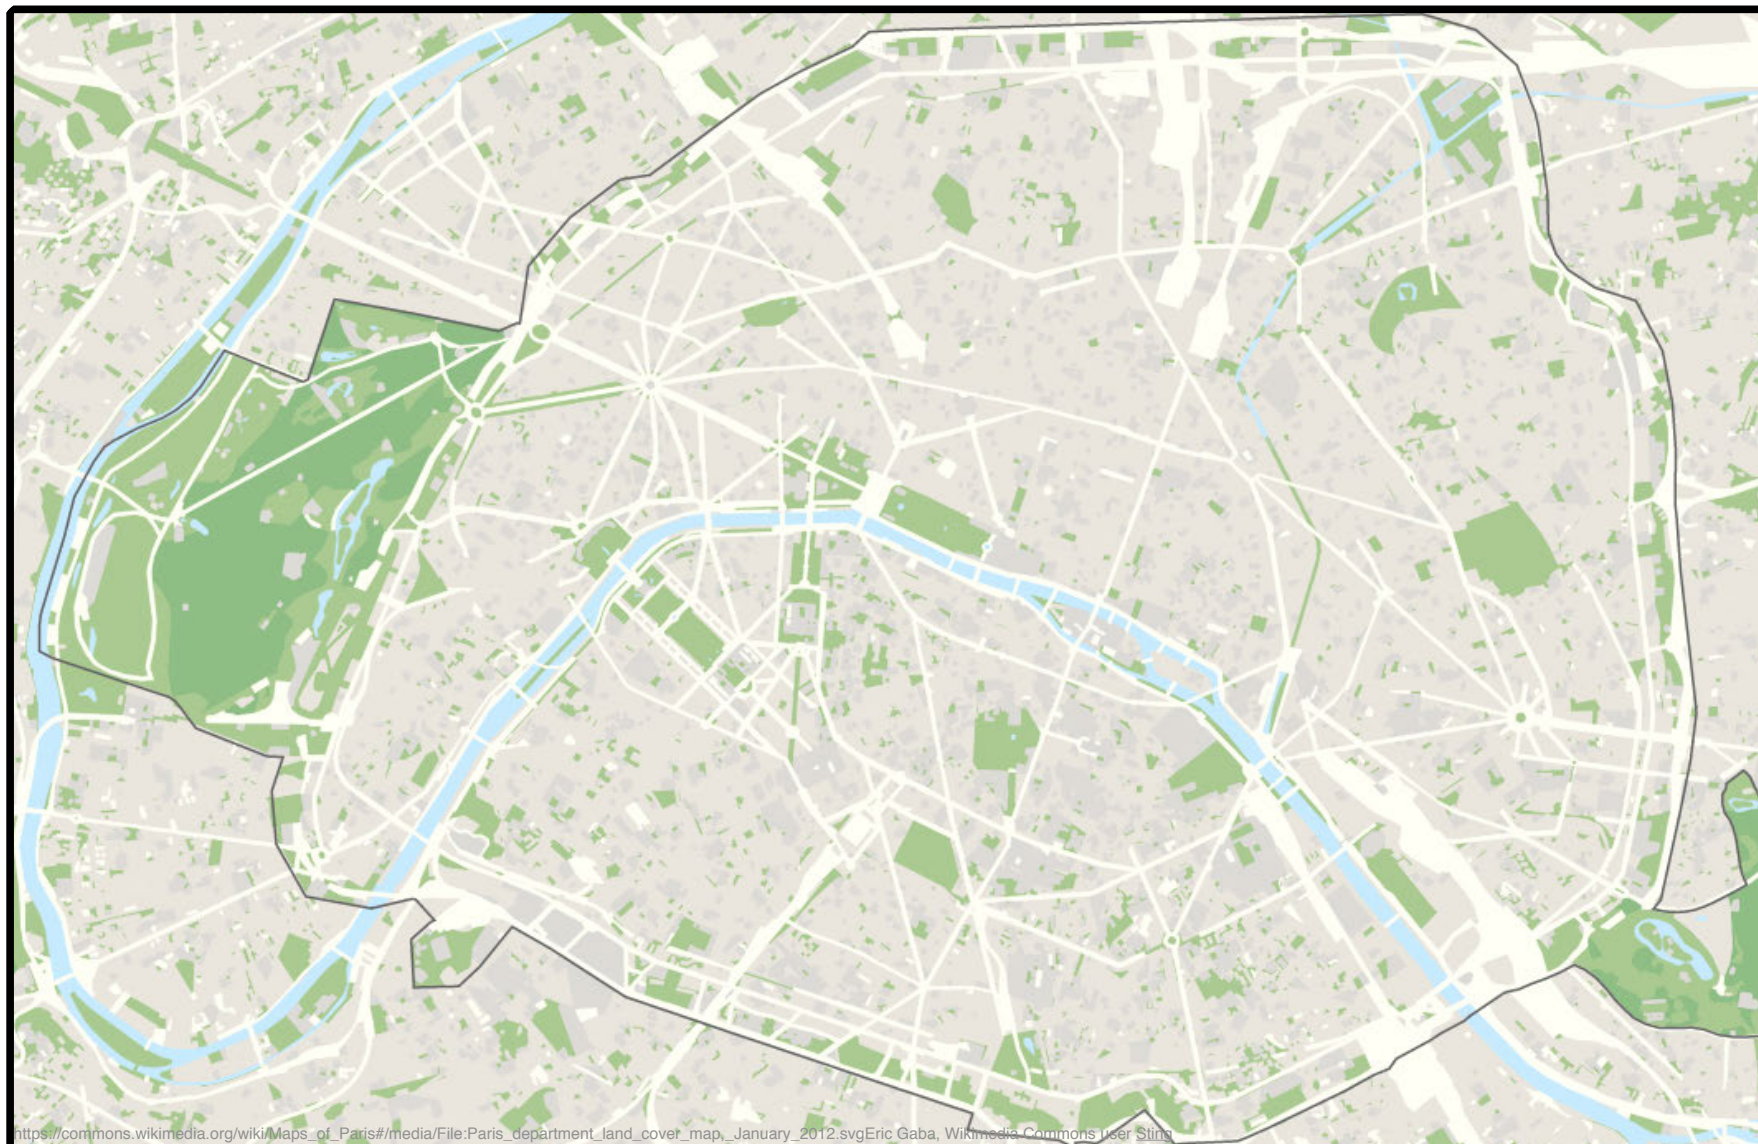 https://commons.wikimedia.org/wiki/Maps_of_Paris#/media/File:Paris_department_land_cover_map,_January_2012.svgEric Gaba, Wikimedia Commons user Sting